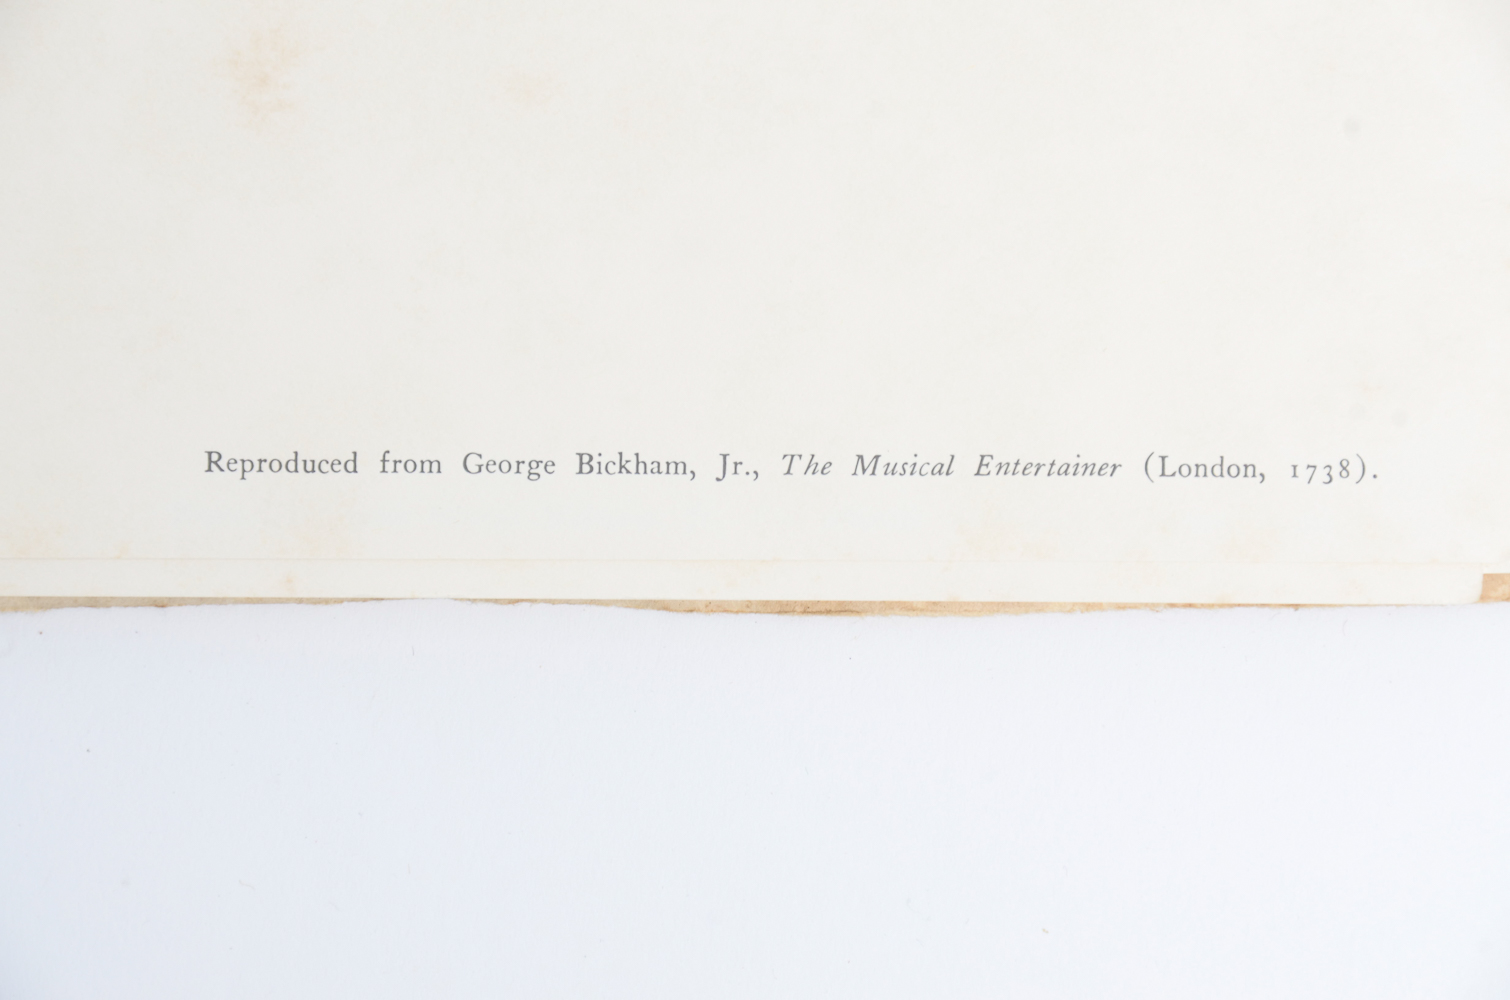 Reproduced from George Bickham, Jr., The Musical Entertainer (London, 1738).